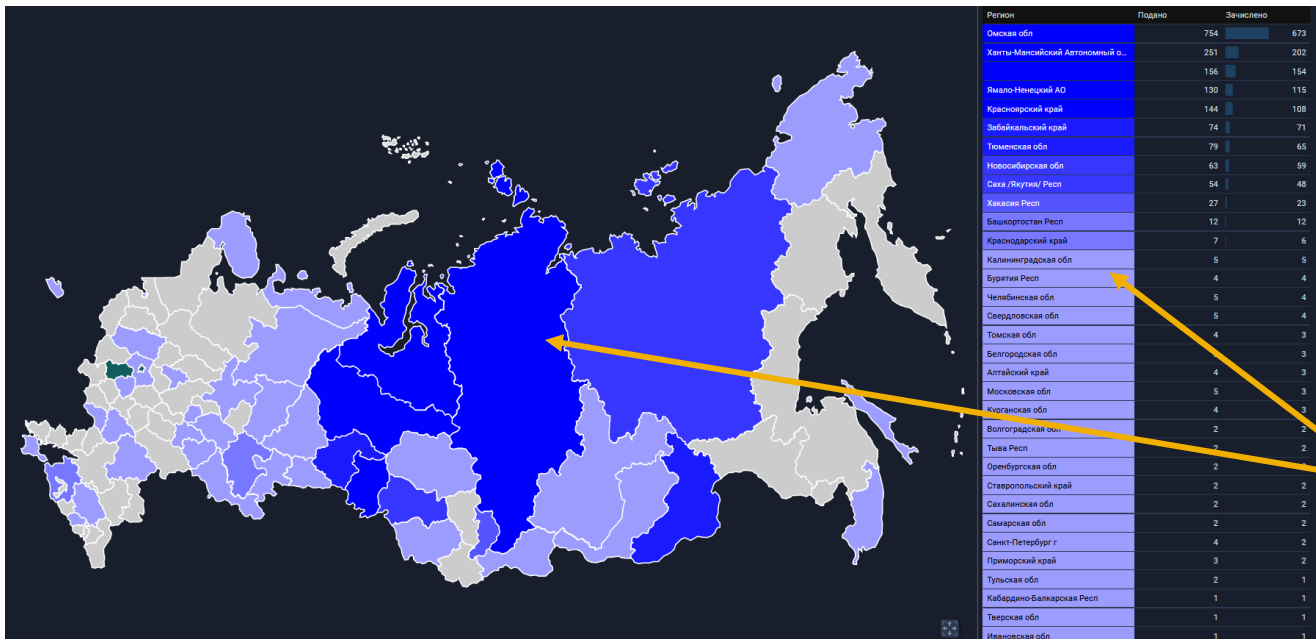 Регион Подано Зачислено
Омская обл 754 673
Ханты-Мансийский Автономный о... 251 202
156 154
Ямало-Ненецкий АО 130 115
Красноярский край 144 108
Забайкальский край 74 71
Тюменская обл 79 65
Новосибирская обл 63 59
Саха /Якутия/ Респ 54 48
Хакасия Респ 27 23
Башкортостан Респ 12 12
Краснодарский край 7 6
Калининградская обл 5 5
Бурятия Респ 4 4
Челябинская обл 5 4
Свердловская обл 5 4
Томская обл 4 3
Белгородская обл 3
Алтайский край 4 3
Московская обл 5 3
Курганская обл 4 3
Волгоградская обл 2 2
Тыва Респ 2 2
Оренбургская обл 2
Ставропольский край 2 2
Сахалинская обл 2 2
Самарская обл 2 2
Санкт-Петербург г 4 2
Приморский край 3 2
Тульская обл 2 1
Кабардино-Балкарская Респ 1 1
Тверская обл 1 1
Ивановская обл 1 1